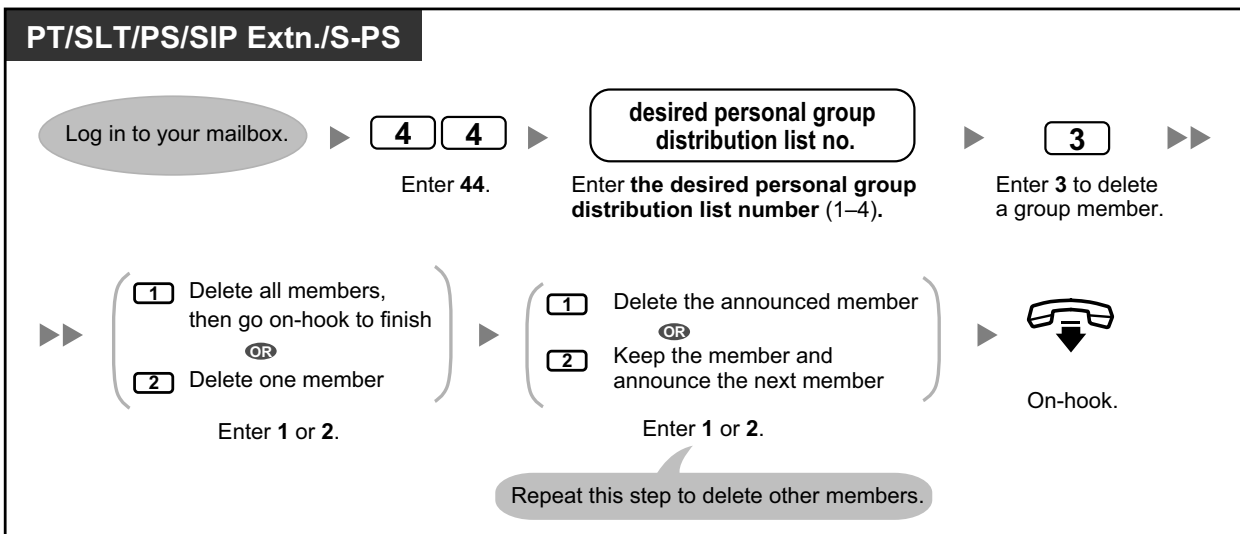 PT/SLT/PS/SIP Extn./S-PS
Log in to your mailbox.
4 4
Enter 44.
desired personal group
distribution list no.
Enter the desired personal group
distribution list number (1–4).
3
Enter 3 to delete
a group member.
1 Delete all members,
then go on-hook to finish
OR
2 Delete one member
Enter 1 or 2.
1 Delete the announced member
OR
2 Keep the member and
announce the next member
Enter 1 or 2.
Repeat this step to delete other members.
On-hook.